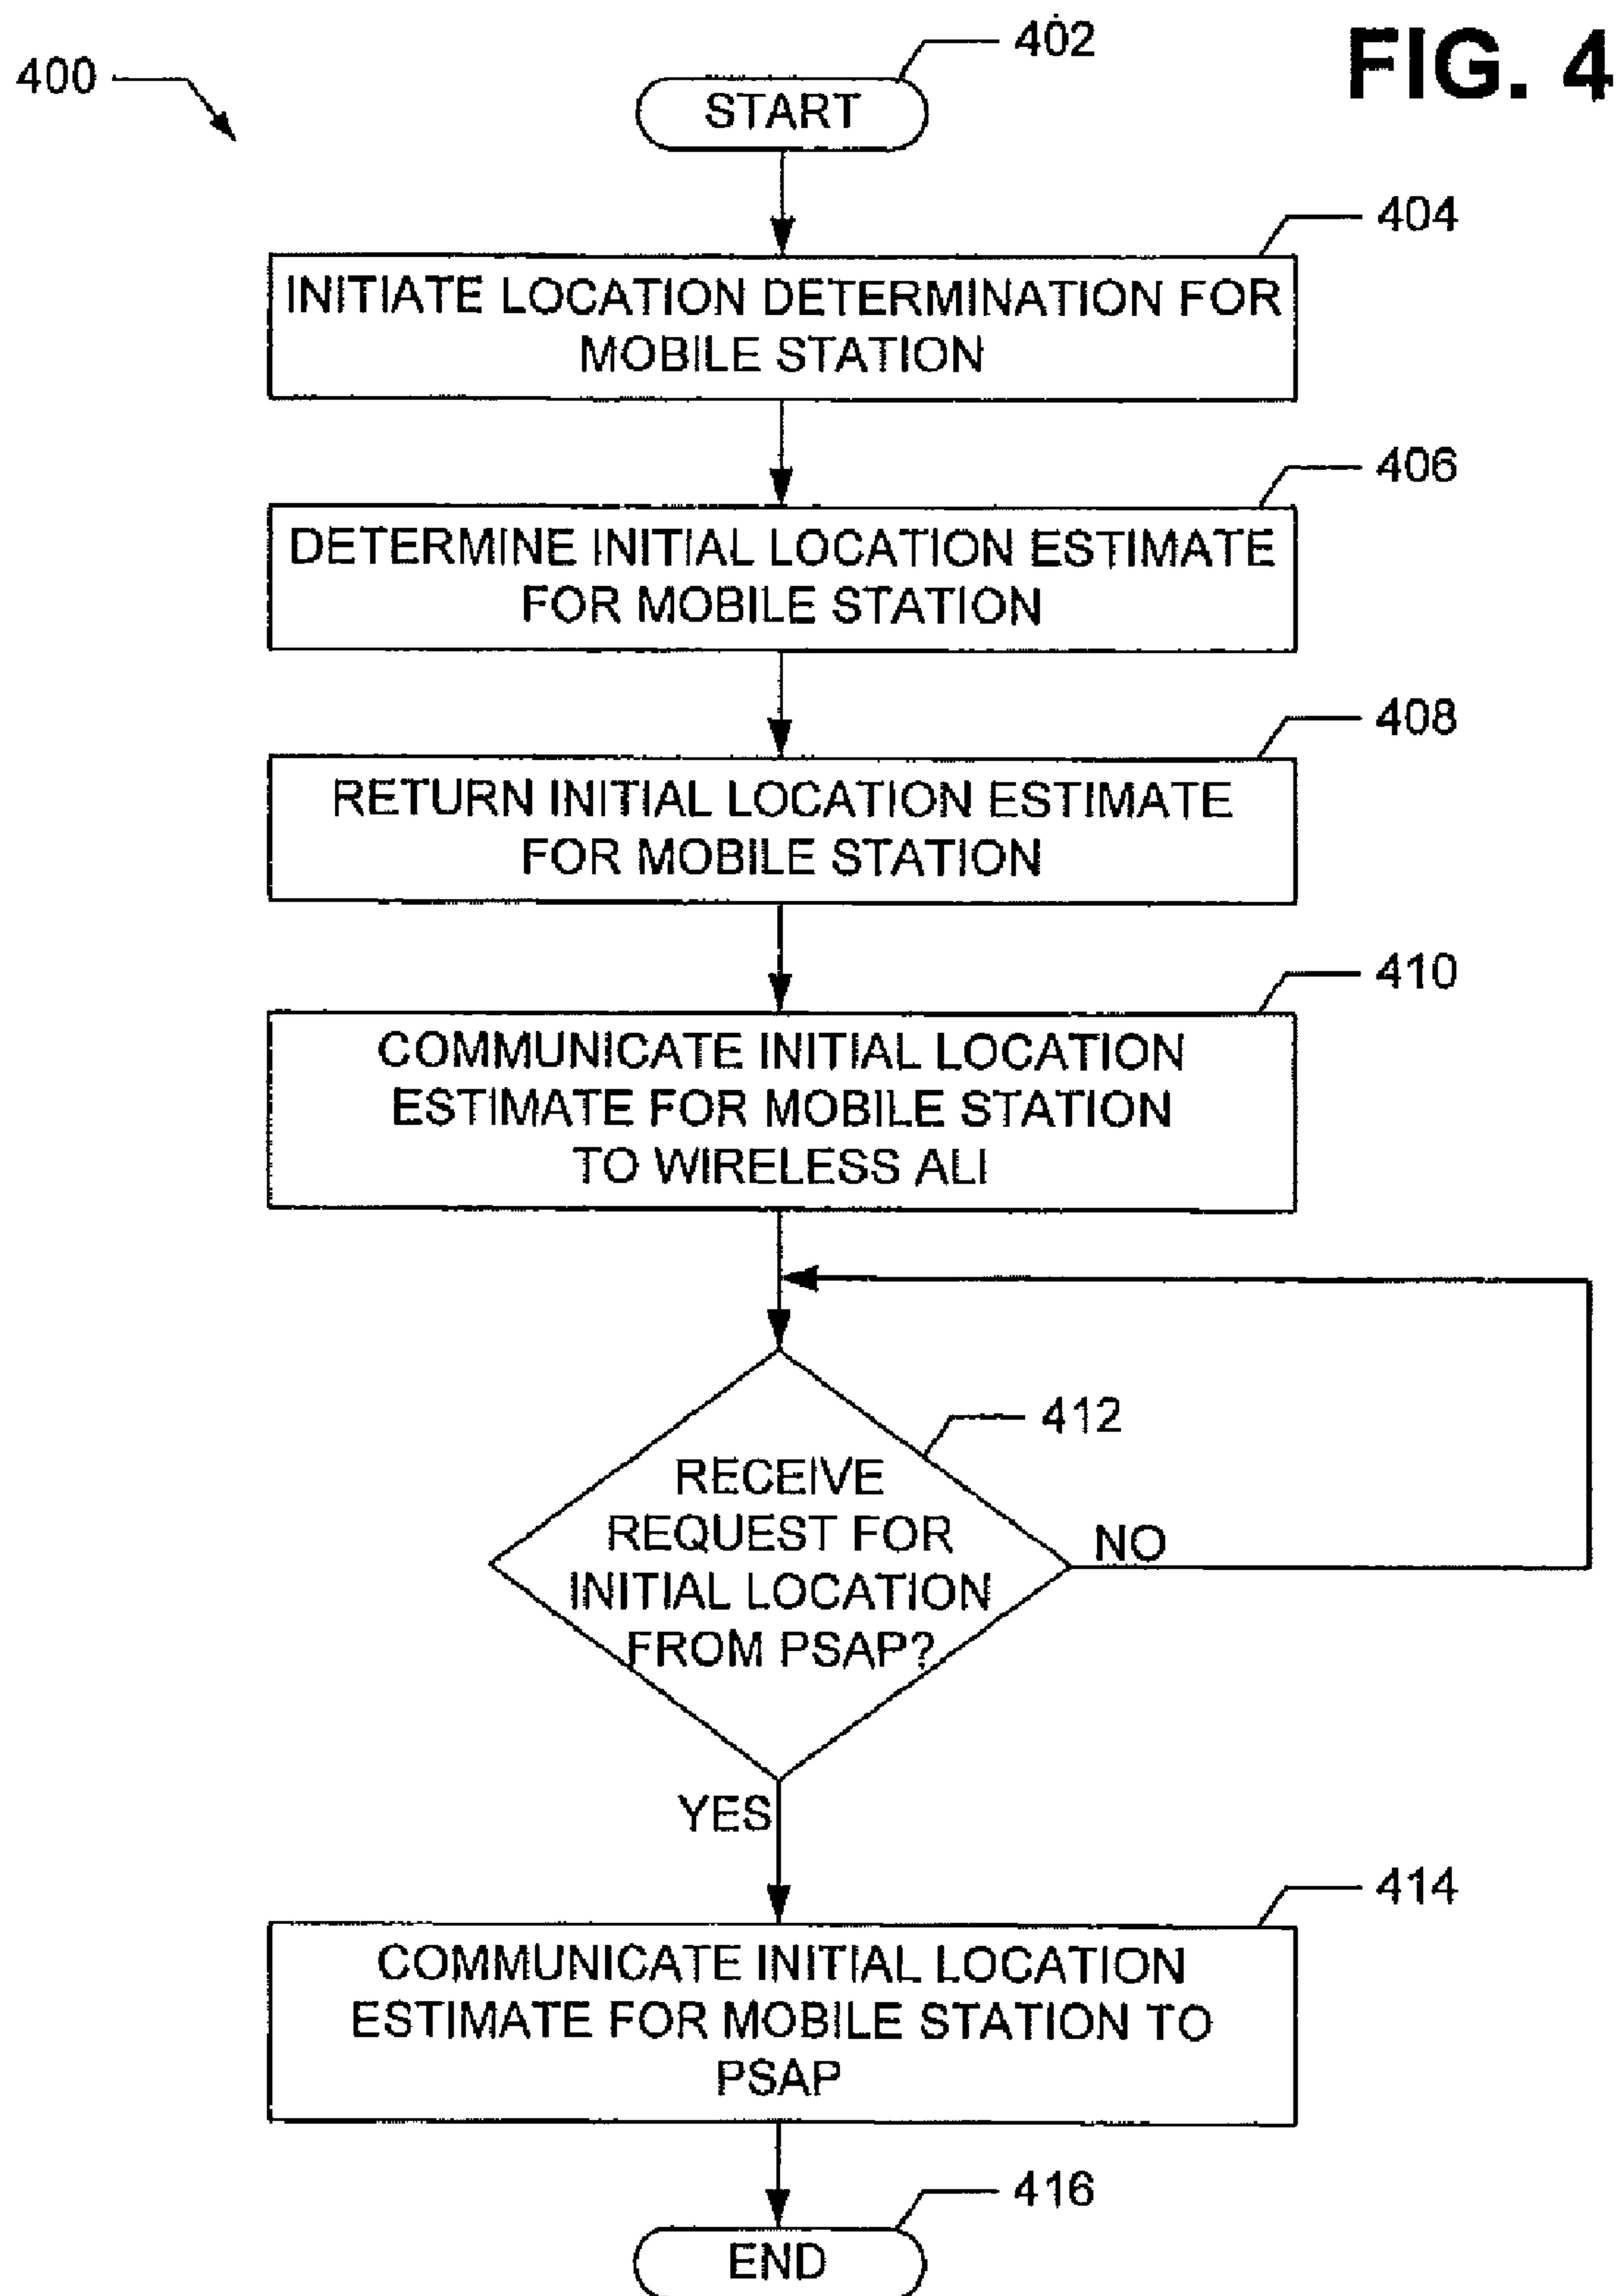 FIG. 4
400
402
START
404
INITIATE LOCATION DETERMINATION FOR
MOBILE STATION
406
DETERMINE INITIAL LOCATION ESTIMATE
FOR MOBILE STATION
408
RETURN INITIAL LOCATION ESTIMATE
FOR MOBILE STATION
410
COMMUNICATE INITIAL LOCATION
ESTIMATE FOR MOBILE STATION
TO WIRELESS ALI
412
RECEIVE
REQUEST FOR
INITIAL LOCATION
FROM PSAP?
NO
YES
414
COMMUNICATE INITIAL LOCATION
ESTIMATE FOR MOBILE STATION TO
PSAP
416
END